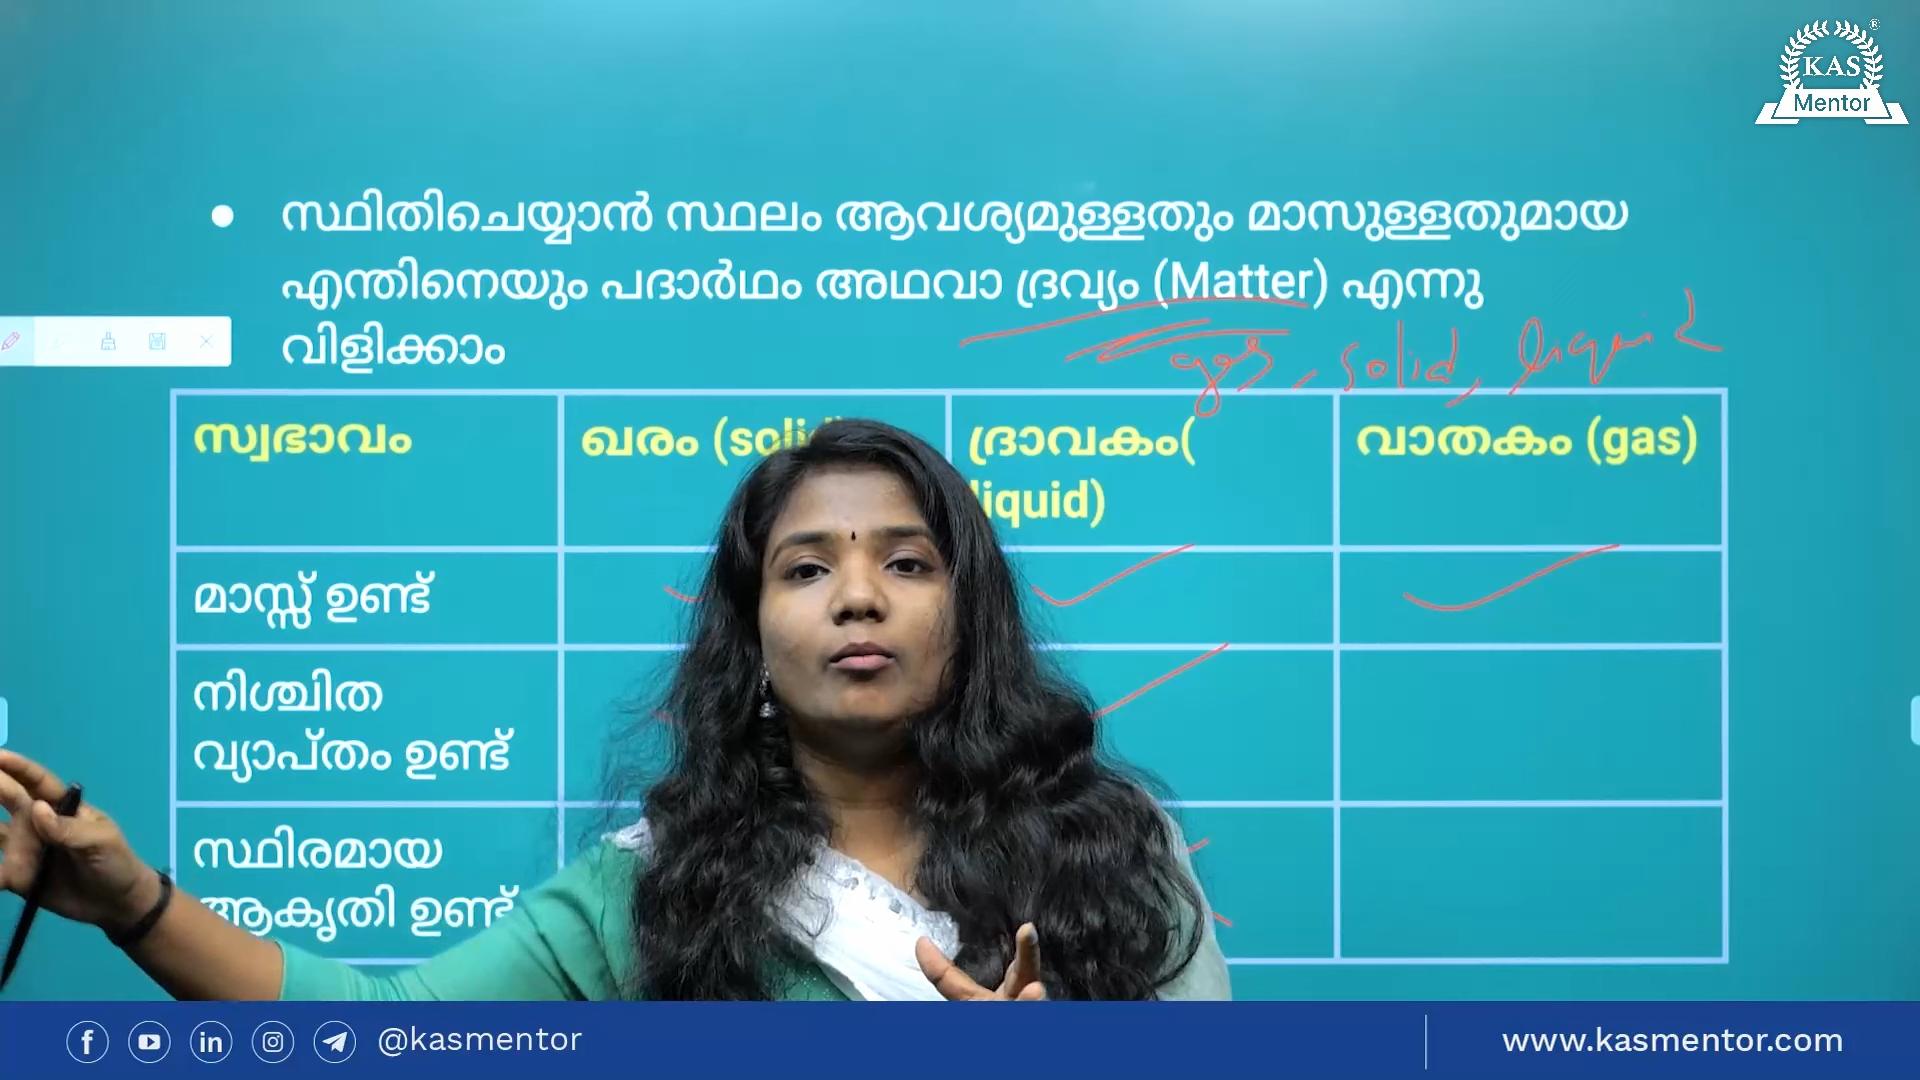 KAS
Mentor
സ്ഥിതിചെയ്യാൻ സ്ഥലം ആവശ്യമുള്ളതും മാസുള്ളതുമായ
എന്തിനെയും പദാർഥം അഥവാ ദ്രവ്യം (Matter) എന്നു
വിളിക്കാം
gas, solid, liquid
സ്വഭാവം
ഖരം
ദ്രാവകം(
liquid)
വാതകം (gas)
മാസ്സ് ഉണ്ട്
നിശ്ചിത
വ്യാപ്തം ഉണ്ട്
സ്ഥിരമായ
ആകൃതി ഉണ്ട്
@kasmentor
www.kasmentor.com